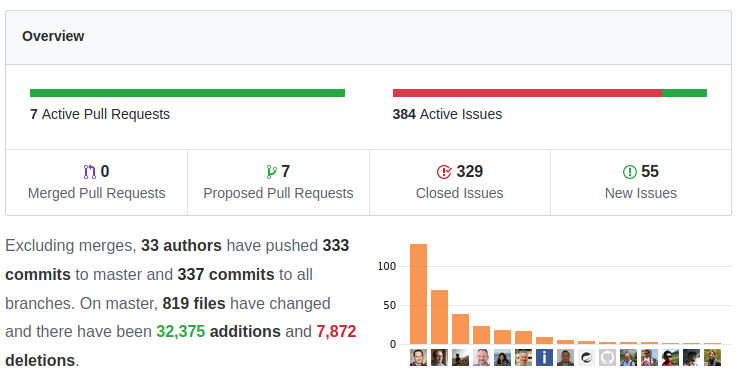 Overview
7 Active Pull Requests
384 Active Issues
0
Merged Pull Requests
7
Proposed Pull Requests
329
Closed Issues
55
New Issues
Excluding merges, 33 authors have pushed 333
commits to master and 337 commits to all
branches. On master, 819 files have changed
and there have been 32,375 additions and 7,872
deletions.
100
50
0